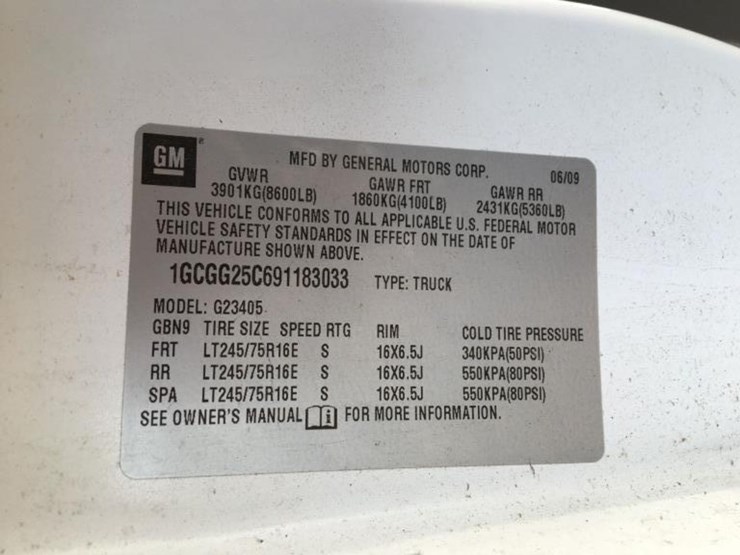 GM ®
MFD BY GENERAL MOTORS CORP. 06/09
GVWR GAWR FRT GAWR RR
3901KG(8600LB) 1860KG(4100LB) 2431KG(5360LB)
THIS VEHICLE CONFORMS TO ALL APPLICABLE U.S. FEDERAL MOTOR
VEHICLE SAFETY STANDARDS IN EFFECT ON THE DATE OF
MANUFACTURE SHOWN ABOVE.
1GCGG25C691183033 TYPE: TRUCK
MODEL: G23405
GBN9 TIRE SIZE SPEED RTG RIM COLD TIRE PRESSURE
FRT LT245/75R16E S 16X6.5J 340KPA(50PSI)
RR LT245/75R16E S 16X6.5J 550KPA(80PSI)
SPA LT245/75R16E S 16X6.5J 550KPA(80PSI)
SEE OWNER'S MANUAL i FOR MORE INFORMATION.